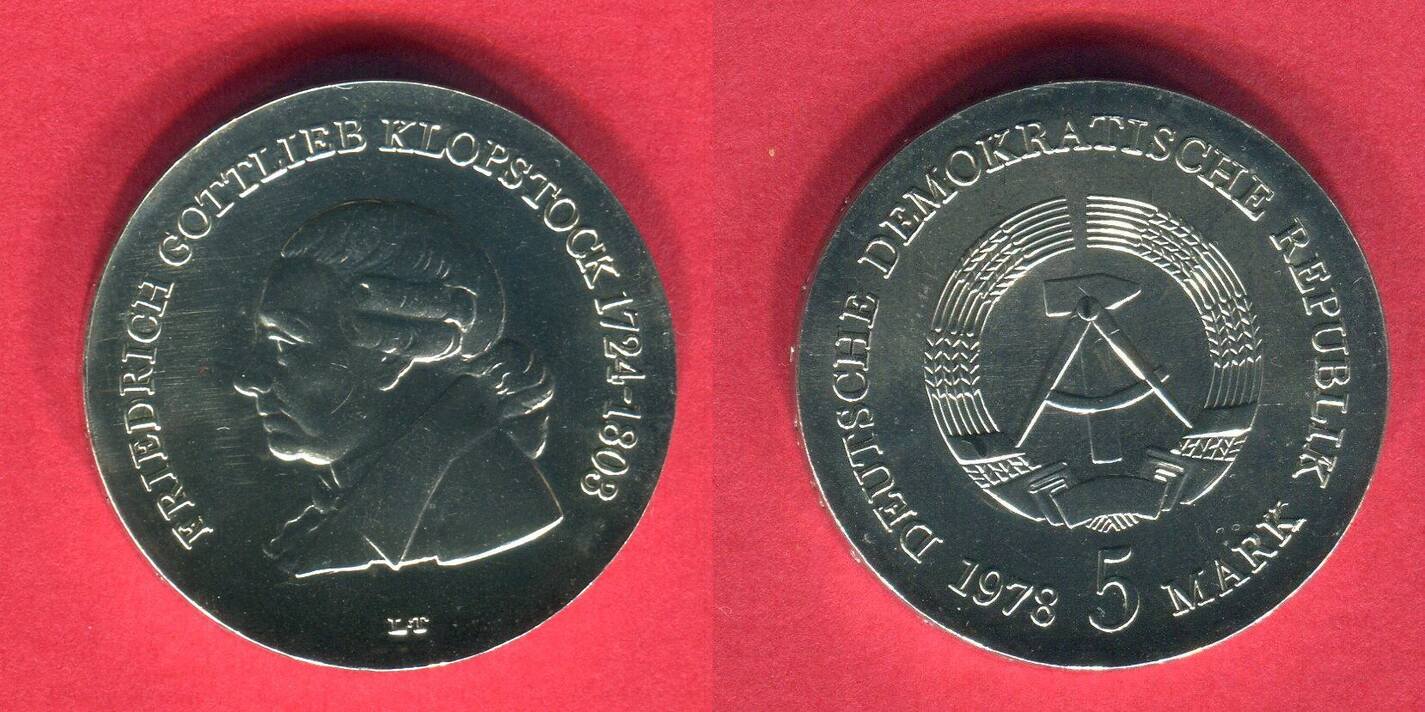 FRIEDRICH GOTTLIEB KLOPSTOCK 1724-1803
LT
DEUTSCHE DEMOKRATISCHE REPUBLIK
1978 5 MARK